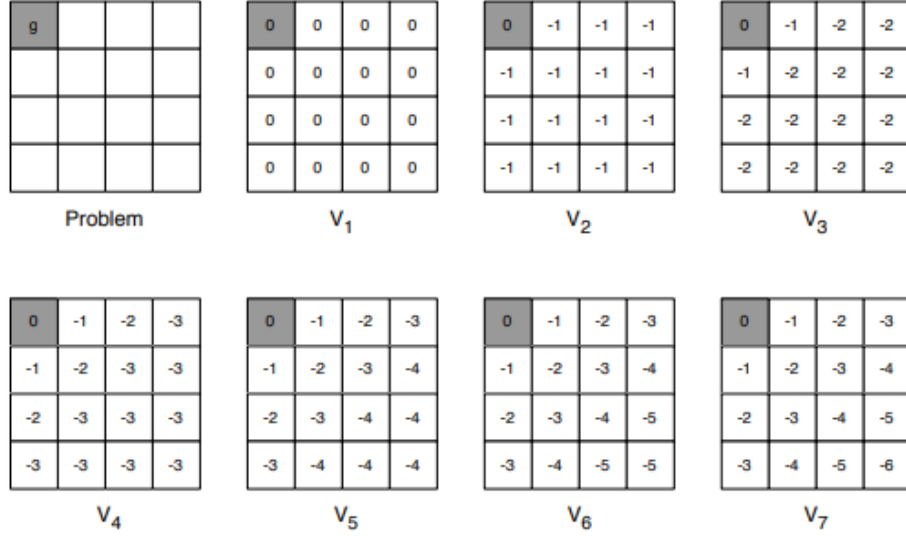 g 0 0 0 0 0 -1 -1 -1 0 -1 -2 -2
0 0 0 0 -1 -1 -1 -1 -1 -2 -2 -2
0 0 0 0 -1 -1 -1 -1 -2 -2 -2 -2
0 0 0 0 -1 -1 -1 -1 -2 -2 -2 -2
Problem V1 V2 V3
0 -1 -2 -3 0 -1 -2 -3 0 -1 -2 -3 0 -1 -2 -3
-1 -2 -3 -3 -1 -2 -3 -4 -1 -2 -3 -4 -1 -2 -3 -4
-2 -3 -3 -3 -2 -3 -4 -4 -2 -3 -4 -5 -2 -3 -4 -5
-3 -3 -3 -3 -3 -4 -4 -4 -3 -4 -5 -5 -3 -4 -5 -6
V4 V5 V6 V7